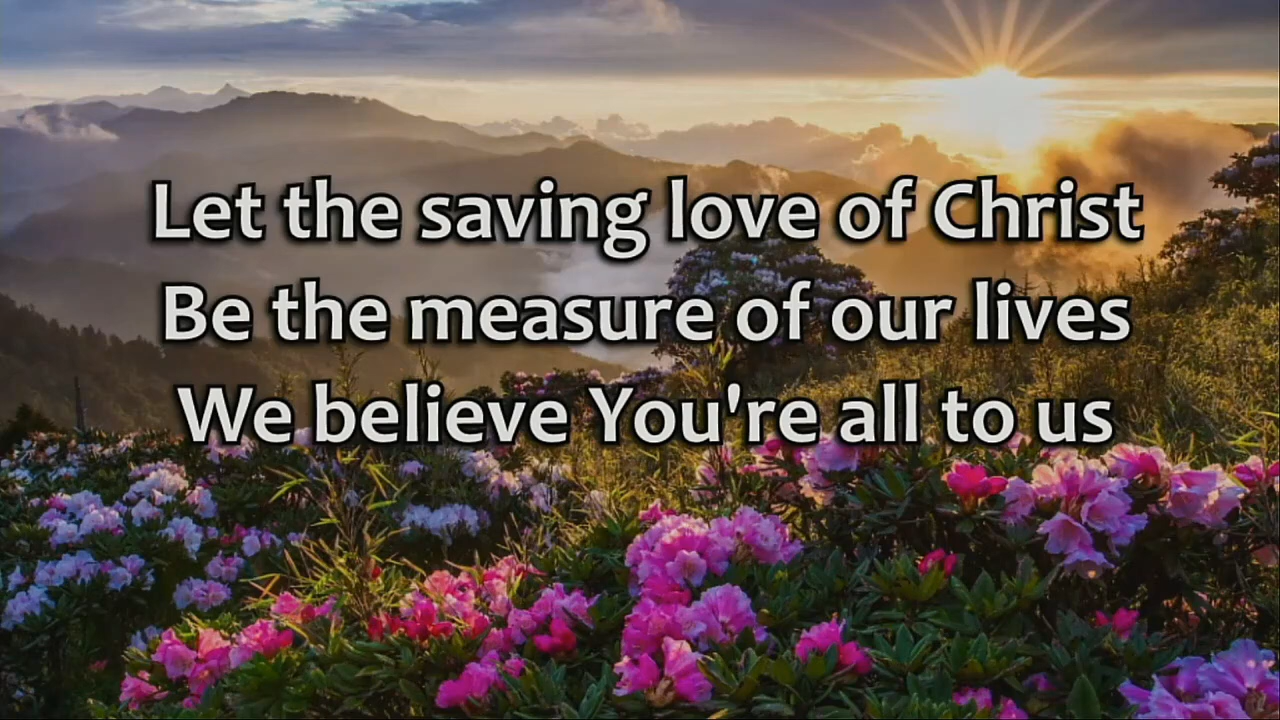 Let the saving love of Christ
Be the measure of our lives
We believe You're all to us